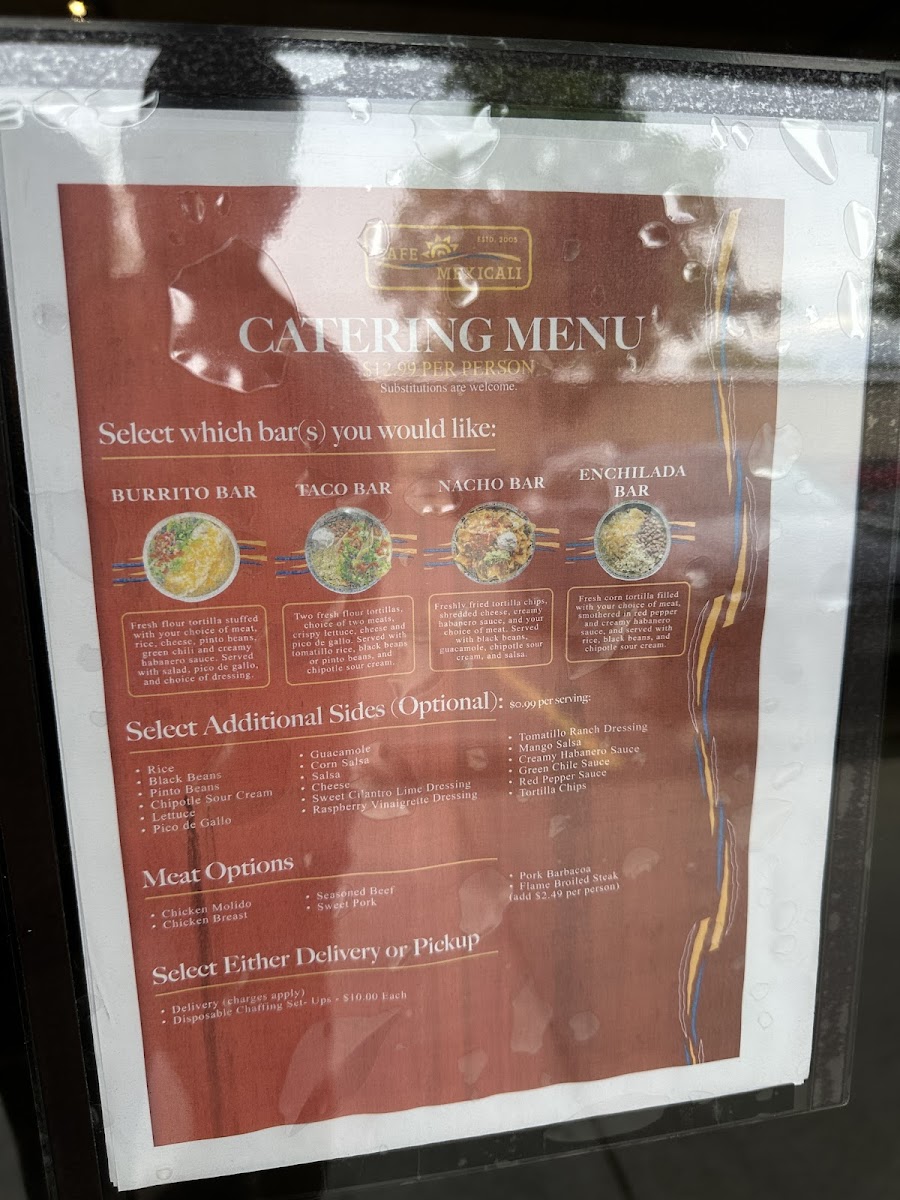 CAFE
ESTD. 2005
MEXICALI
CATERING MENU
$12.99 PER PERSON
Substitutions are welcome.
Select which bar(s) you would like:
BURRITO BAR
Fresh flour tortilla stuffed
with your choice of meat,
rice, cheese, pinto beans,
green chili and creamy
habanero sauce. Served
with salad, pico de gallo,
and choice of dressing.
TACO BAR
Two fresh flour tortillas,
choice of two meats,
crispy lettuce, cheese and
pico de gallo. Served with
tomatillo rice, black beans
or pinto beans, and
chipotle sour cream.
NACHO BAR
Freshly fried tortilla chips,
shredded cheese, creamy
habanero sauce, and your
choice of meat. Served
with black beans,
guacamole, chipotle sour
cream, and salsa.
ENCHILADA
BAR
Fresh corn tortilla filled
with your choice of meat,
smothered in red pepper
and creamy habanero
sauce, and served with
rice, black beans, and
chipotle sour cream.
Select Additional Sides (Optional): $0.99 per serving:
• Rice
• Black Beans
• Pinto Beans
• Chipotle Sour Cream
• Lettuce
• Pico de Gallo
• Guacamole
• Corn Salsa
• Salsa
• Cheese
• Sweet Cilantro Lime Dressing
• Raspberry Vinaigrette Dressing
• Tomatillo Ranch Dressing
• Mango Salsa
• Creamy Habanero Sauce
• Green Chile Sauce
• Red Pepper Sauce
• Tortilla Chips
Meat Options
• Chicken Molido
• Chicken Breast
• Seasoned Beef
• Sweet Pork
• Pork Barbacoa
• Flame Broiled Steak
(add $2.49 per person)
Select Either Delivery or Pickup
• Delivery (charges apply)
• Disposable Chaffing Set- Ups - $10.00 Each